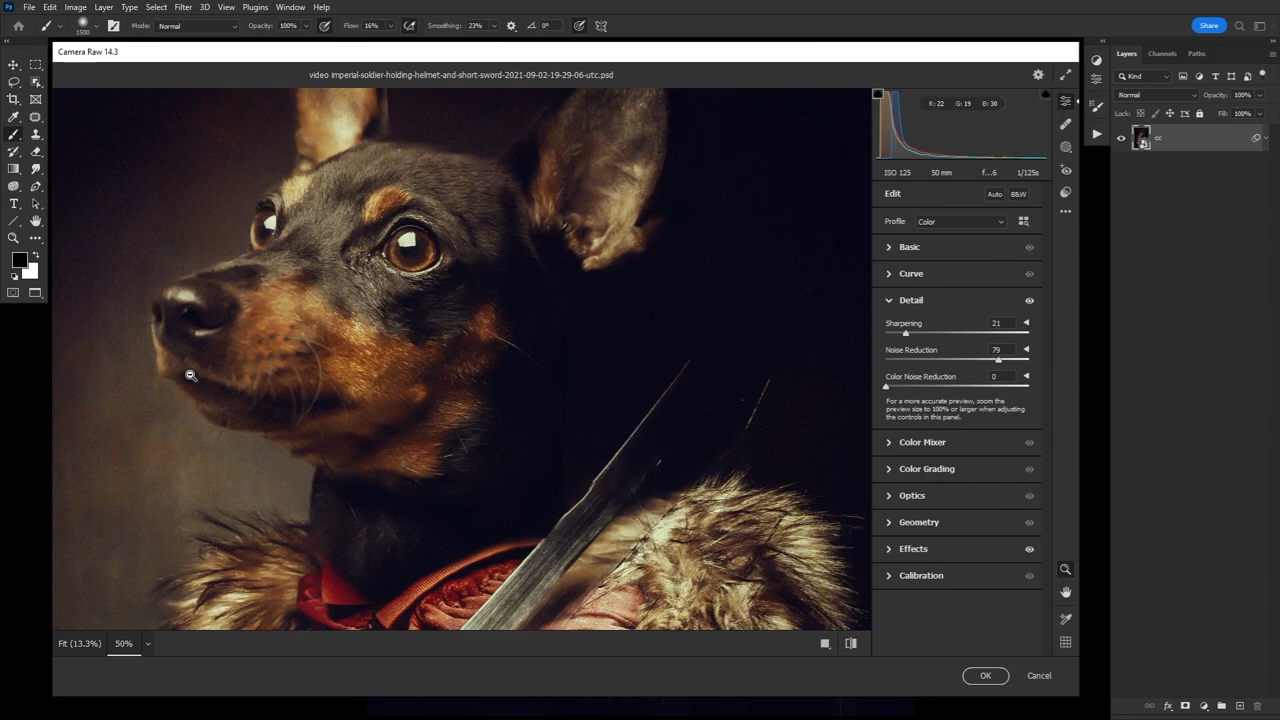 Ps File Edit Image Layer Type Select Filter 3D View Plugins Window Help
1500 Mode: Normal Opacity: 100% Flow: 16% Smoothing: 23% 0° Share
Camera Raw 14.3
Layers Channels Paths
video imperial-soldier-holding-helmet-and-short-sword-2021-09-02-19-29-06-utc.psd
Kind
Normal Opacity: 100%
R: 22 G: 19 B: 30
Lock: Fill: 100%
cc
ISO 125 50 mm f...6 1/125s
Edit Auto B&W
Profile Color
Basic
Curve
Detail
Sharpening 21
Noise Reduction 79
Color Noise Reduction 0
For a more accurate preview, zoom the
preview size to 100% or larger when adjusting
the controls in this panel.
Color Mixer
Color Grading
Optics
Geometry
Effects
Calibration
Fit (13.3%) 50%
OK Cancel
fx